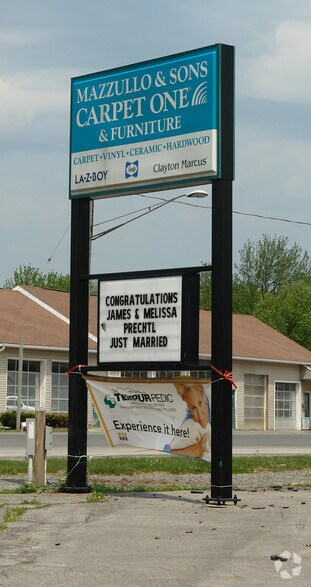 MAZZULLO & SONS
CARPET ONE
& FURNITURE
CARPET • VINYL • CERAMIC • HARDWOOD
LA-Z-BOY Sealy Clayton Marcus
CONGRATULATIONS
JAMES & MELISSA
PRECHTL
JUST MARRIED
TEMPUR-PEDIC
Experience it here!